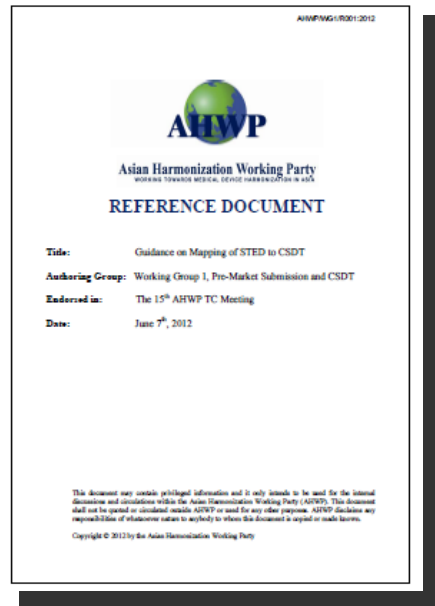 AHWP/WG1/R001:2012
AHWP
Asian Harmonization Working Party
WORKING TOWARDS MEDICAL DEVICE HARMONIZATION IN ASIA
REFERENCE DOCUMENT
Title: Guidance on Mapping of STED to CSDT
Authoring Group: Working Group 1, Pre-Market Submission and CSDT
Endorsed in: The 15th AHWP TC Meeting
Date: June 7th, 2012
This document may contain privileged information and it only intends to be used for the internal
discussions and circulations within the Asian Harmonization Working Party (AHWP). This document
shall not be quoted or circulated outside AHWP or used for any other purposes. AHWP disclaims any
responsibilities of whatsoever nature to anybody to whom this document is copied or made known.
Copyright © 2012 by the Asian Harmonization Working Party